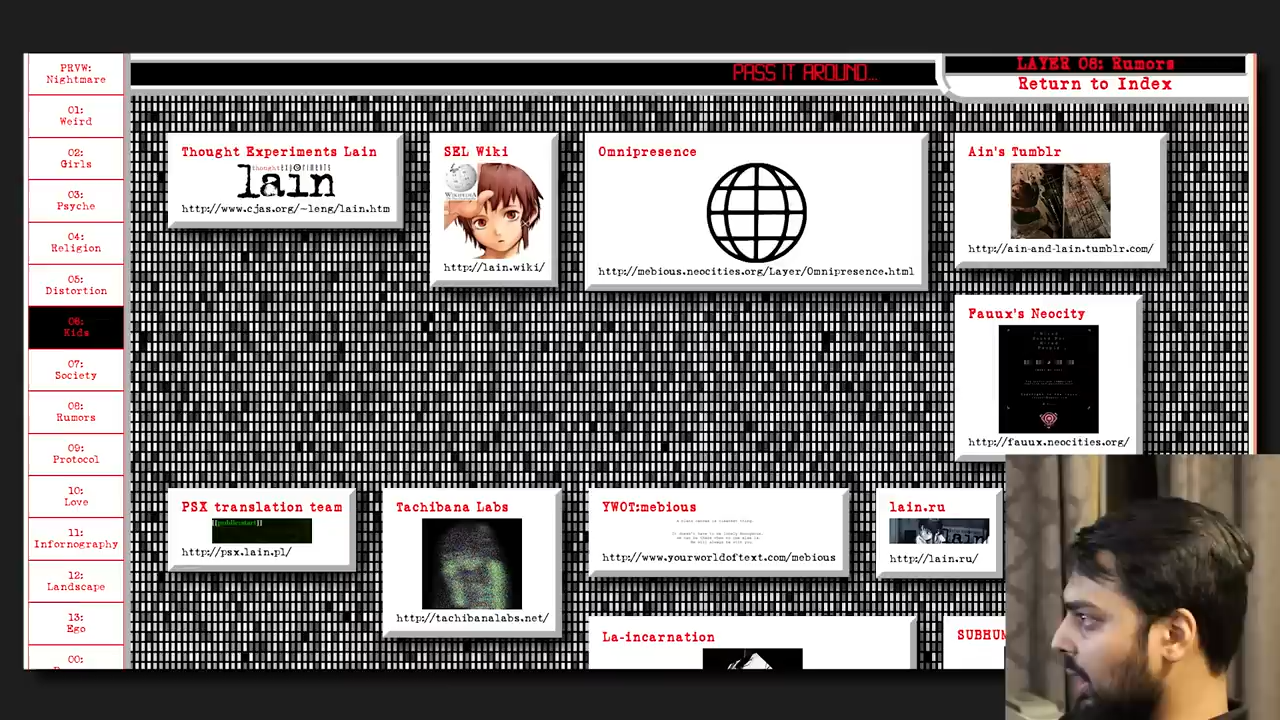 PRVW:
Nightmare
01:
Weird
02:
Girls
03:
Psyche
04:
Religion
05:
Distortion
06:
Kids
07:
Society
08:
Rumors
09:
Protocol
10:
Love
11:
Infornography
12:
Landscape
13:
Ego
00:
PASS IT AROUND...
LAYER 08: Rumors
Return to Index
Thought Experiments Lain
thought EXPERIMENTS
lain
http://www.cjas.org/~leng/lain.htm
SEL Wiki
WIKIPEDIA
http://lain.wiki/
Omnipresence
http://mebious.neocities.org/Layer/Omnipresence.html
Ain's Tumblr
http://ain-and-lain.tumblr.com/
Fauux's Neocity
http://fauux.neocities.org/
PSX translation team
http://psx.lain.pl/
Tachibana Labs
http://tachibanalabs.net/
YWOT:mebious
http://www.yourworldoftext.com/mebious
lain.ru
http://lain.ru/
La-incarnation